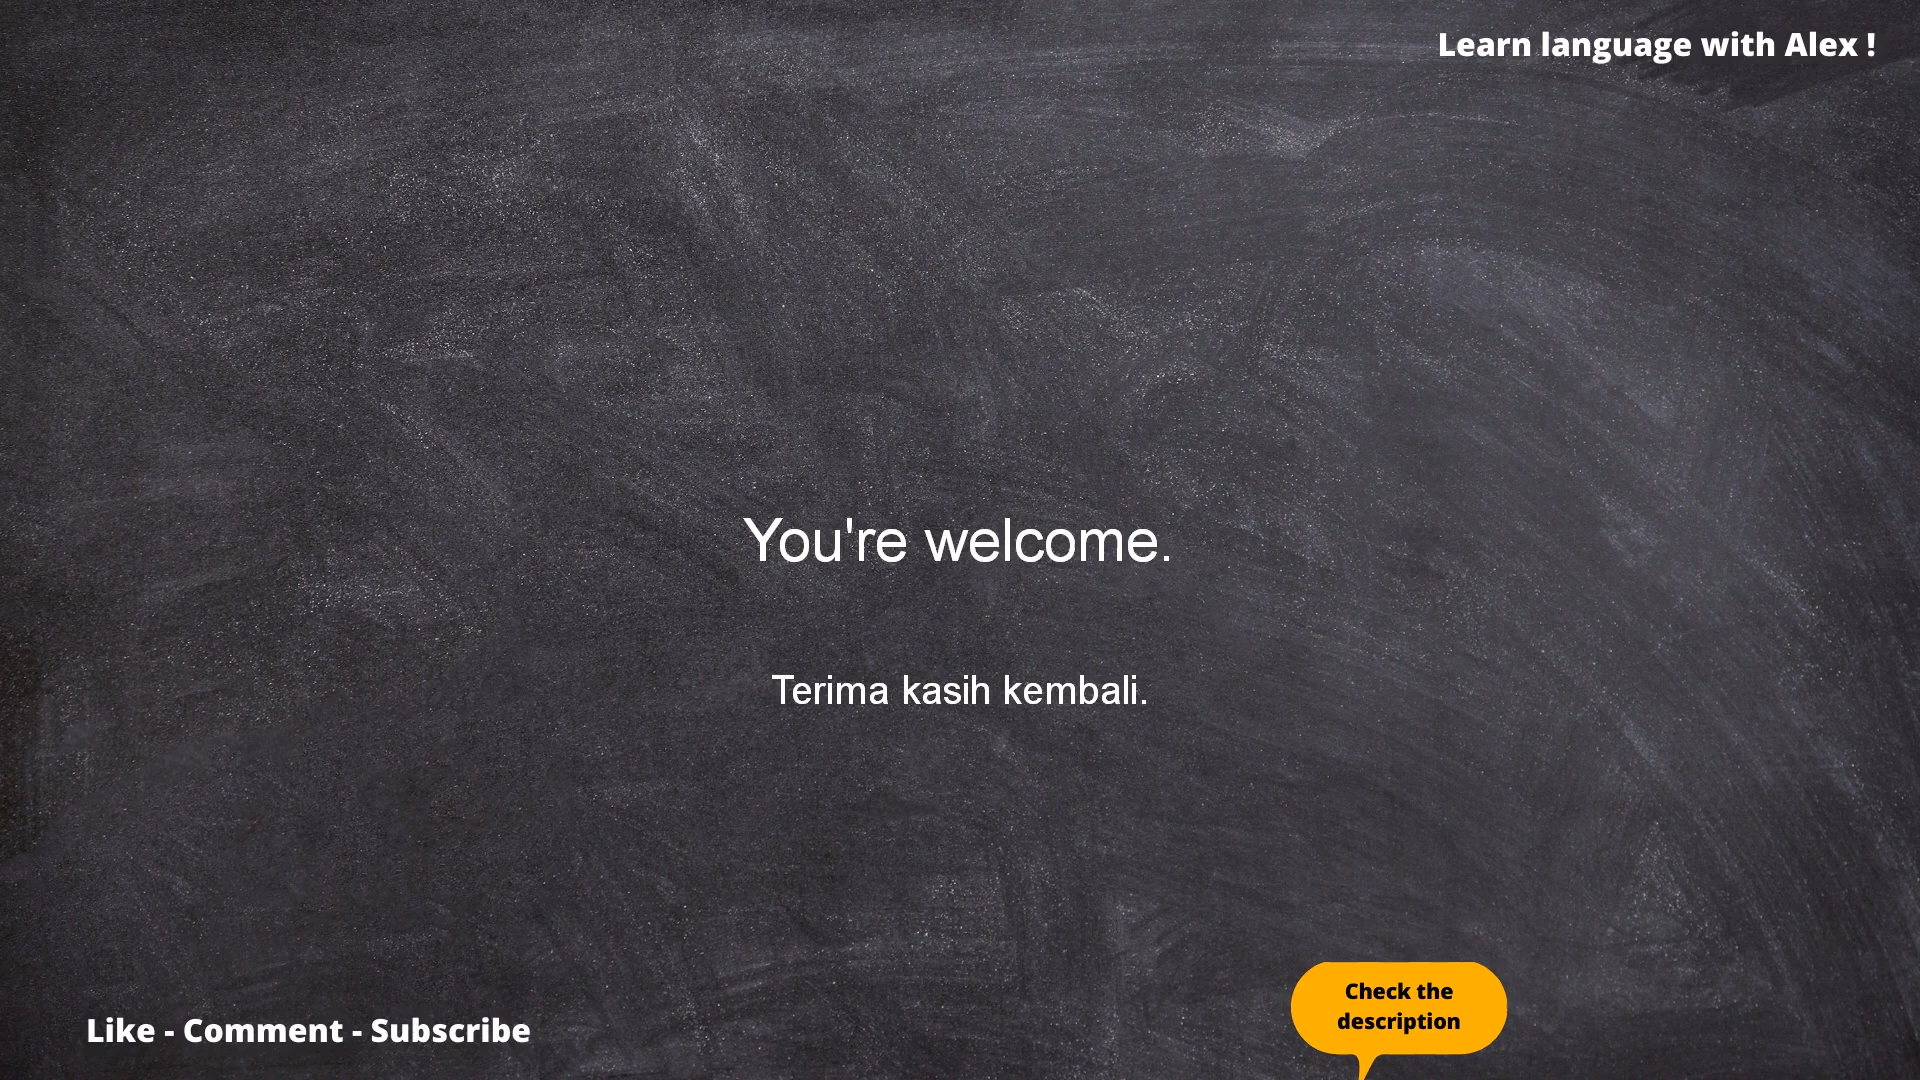 Learn language with Alex !
You're welcome.
Terima kasih kembali.
Check the
description
Like - Comment - Subscribe